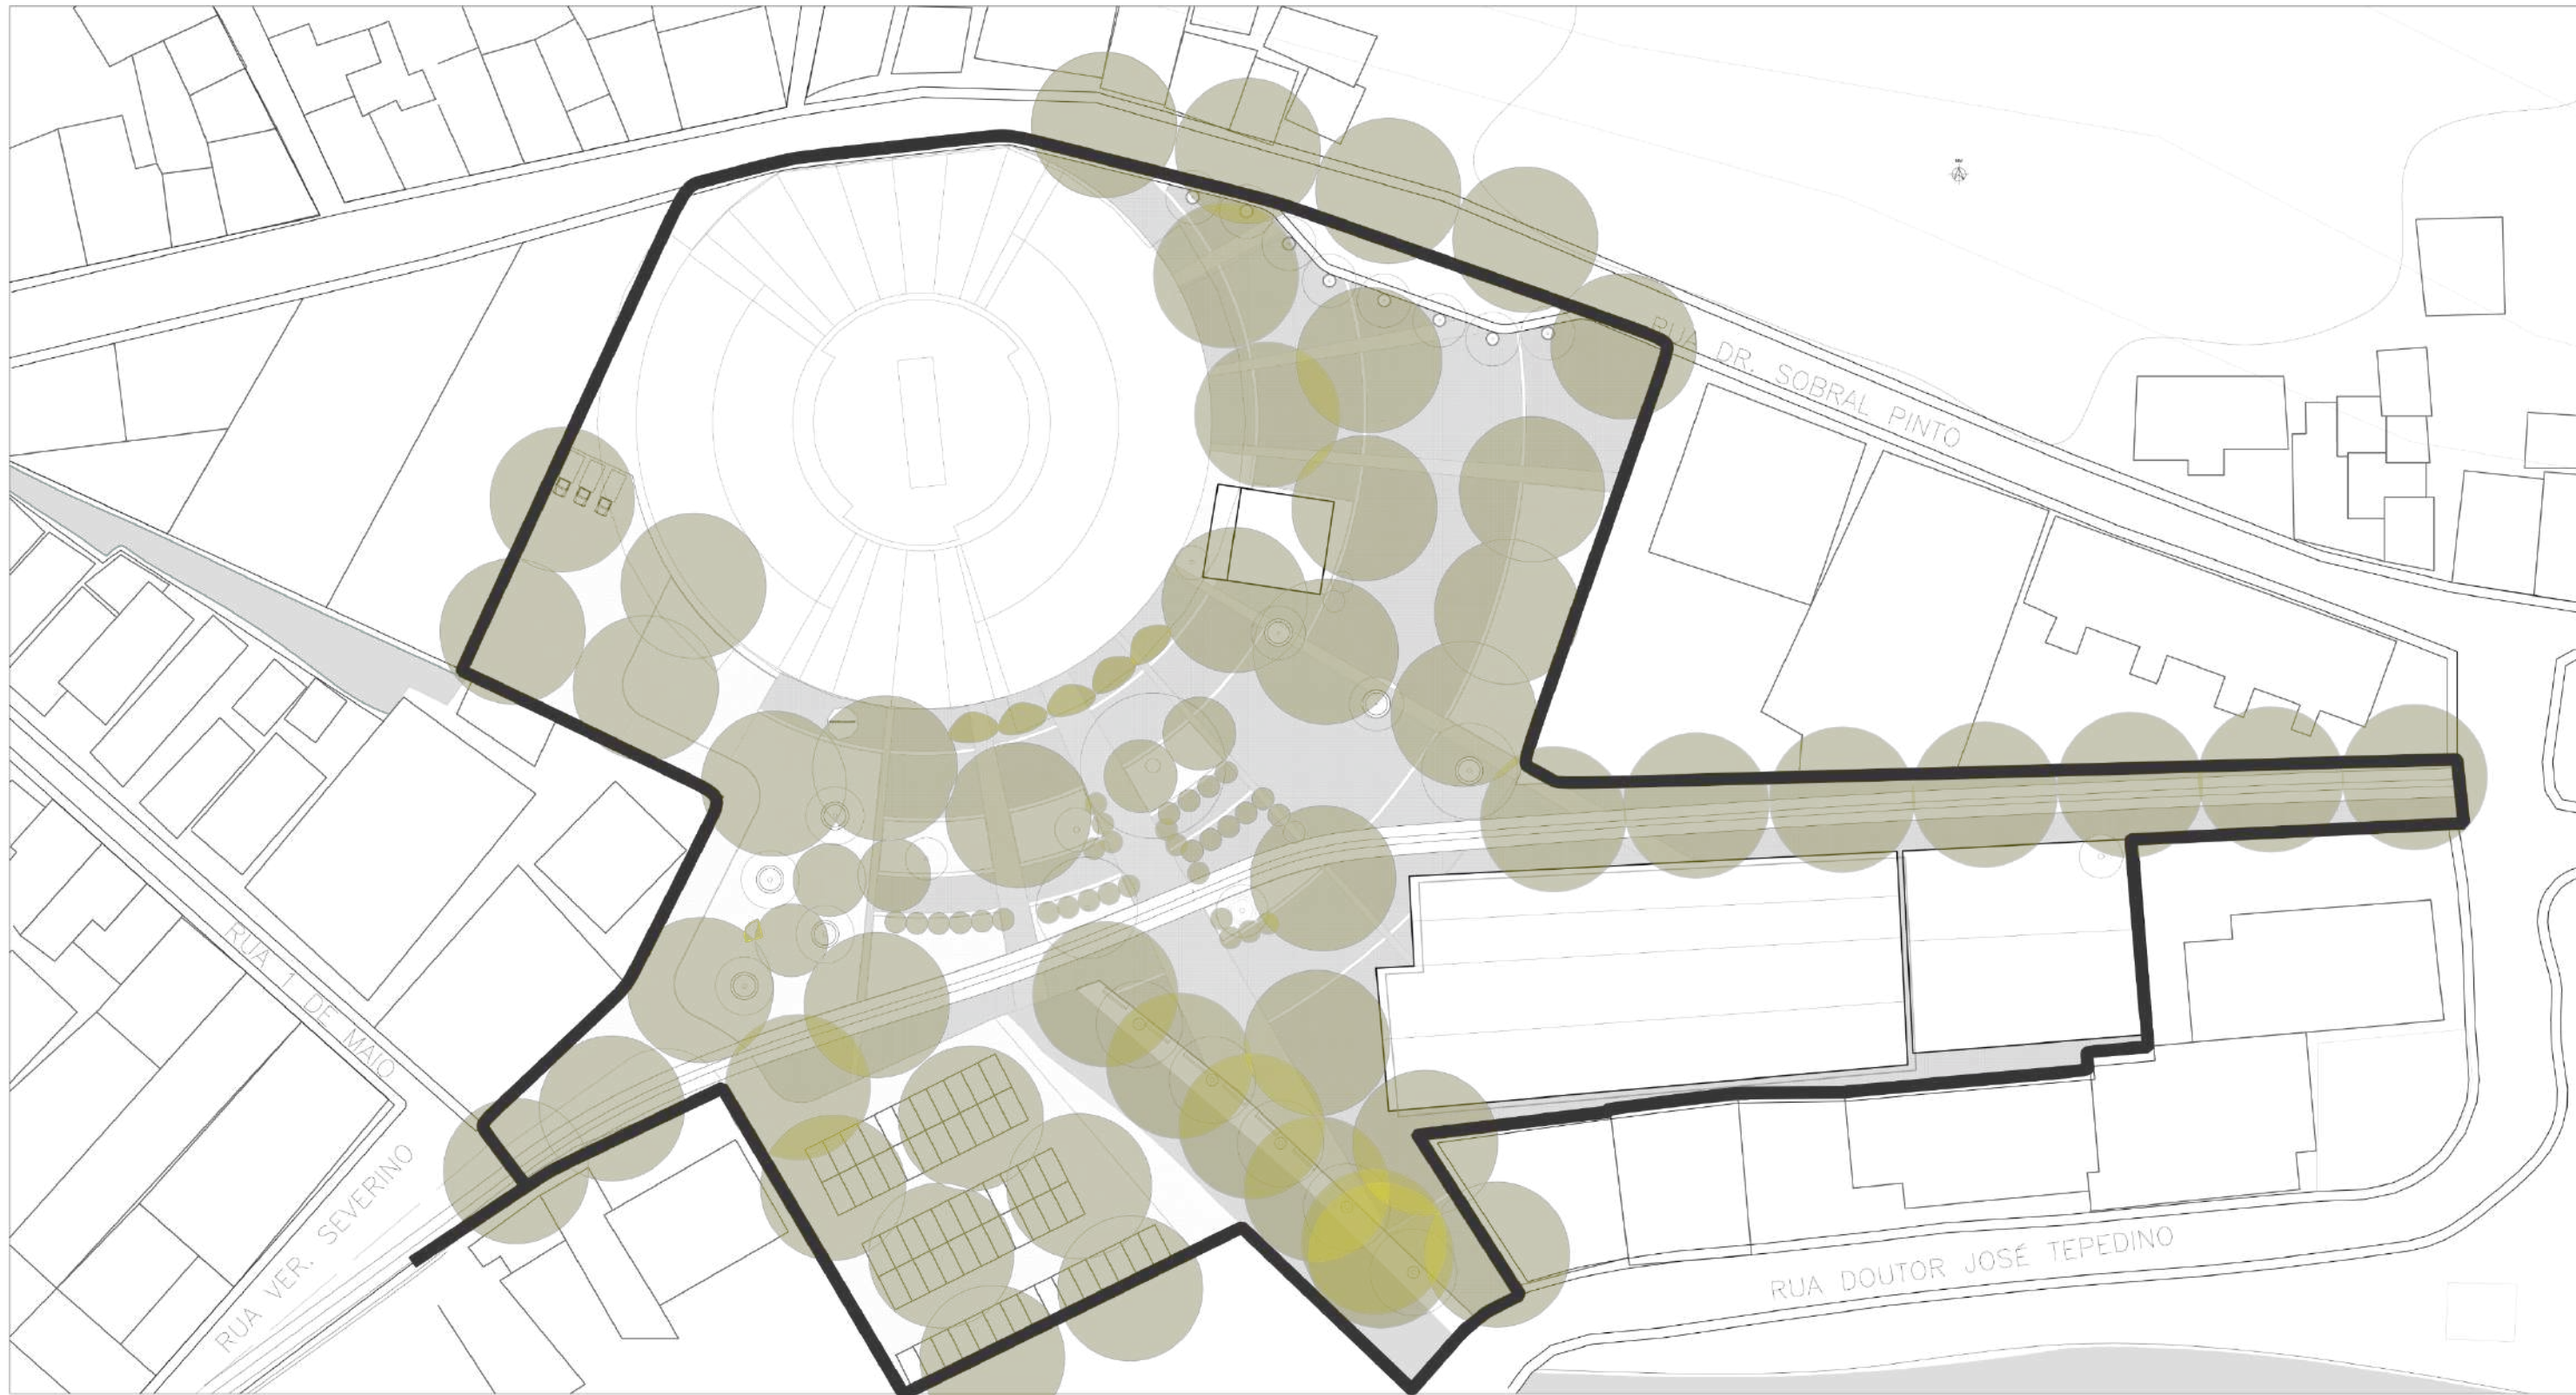 RUA DR. SOBRAL PINTO
RUA 1 DE MAIO
RUA VER. SEVERINO
RUA DOUTOR JOSÉ TEPEDINO